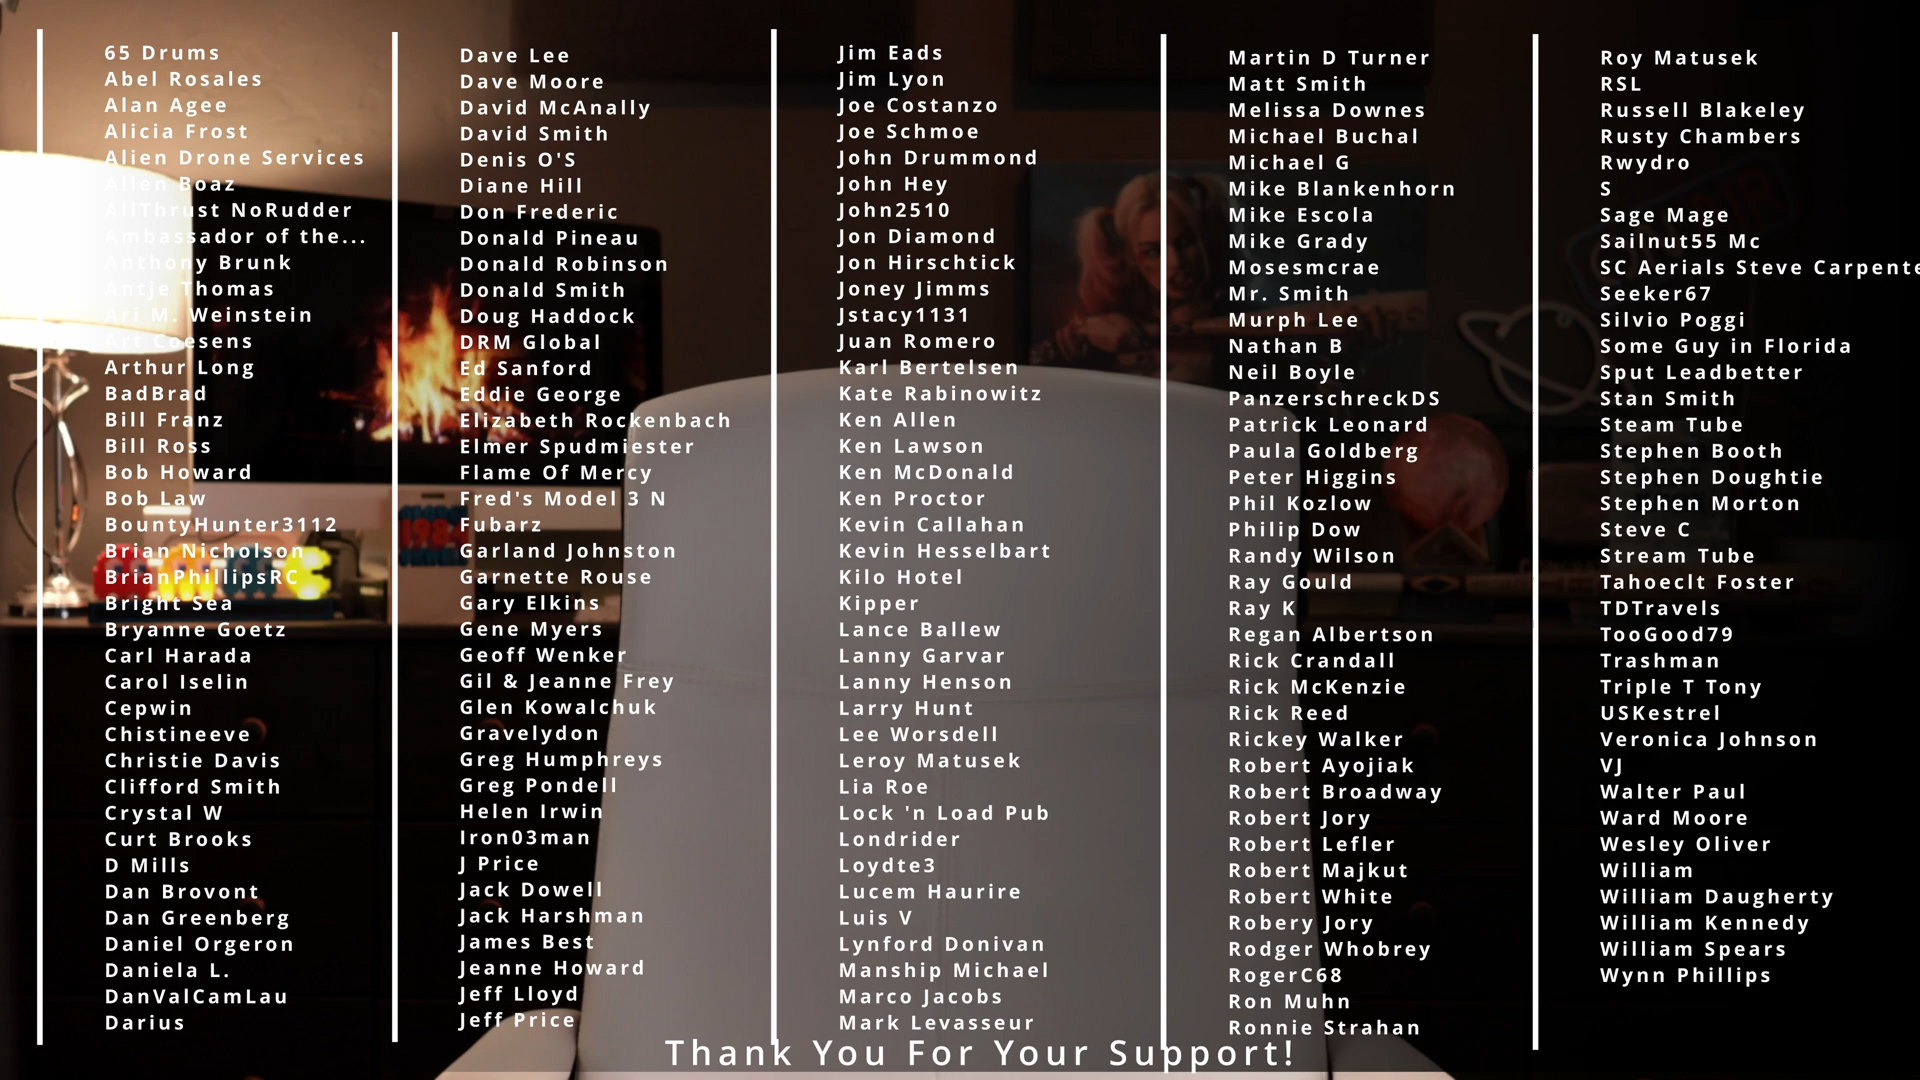 65 Drums
Abel Rosales
Alan Agee
Alicia Frost
Alien Drone Services
Allen Boaz
AllThrust NoRudder
Ambassador of the...
Anthony Brunk
Antje Thomas
Ari M. Weinstein
Art Coesens
Arthur Long
BadBrad
Bill Franz
Bill Ross
Bob Howard
Bob Law
BountyHunter3112
Brian Nicholson
BrianPhillipsRC
Bright Sea
Bryanne Goetz
Carl Harada
Carol Iselin
Cepwin
Chistineeve
Christie Davis
Clifford Smith
Crystal W
Curt Brooks
D Mills
Dan Brovont
Dan Greenberg
Daniel Orgeron
Daniela L.
DanValCamLau
Darius
Dave Lee
Dave Moore
David McAnally
David Smith
Denis O'S
Diane Hill
Don Frederic
Donald Pineau
Donald Robinson
Donald Smith
Doug Haddock
DRM Global
Ed Sanford
Eddie George
Elizabeth Rockenbach
Elmer Spudmiester
Flame Of Mercy
Fred's Model 3 N
Fubarz
Garland Johnston
Garnette Rouse
Gary Elkins
Gene Myers
Geoff Wenker
Gil & Jeanne Frey
Glen Kowalchuk
Gravelydon
Greg Humphreys
Greg Pondell
Helen Irwin
Iron03man
J Price
Jack Dowell
Jack Harshman
James Best
Jeanne Howard
Jeff Lloyd
Jeff Price
Jim Eads
Jim Lyon
Joe Costanzo
Joe Schmoe
John Drummond
John Hey
John2510
Jon Diamond
Jon Hirschtick
Joney Jimms
Jstacy1131
Juan Romero
Karl Bertelsen
Kate Rabinowitz
Ken Allen
Ken Lawson
Ken McDonald
Ken Proctor
Kevin Callahan
Kevin Hesselbart
Kilo Hotel
Kipper
Lance Ballew
Lanny Garvar
Lanny Henson
Larry Hunt
Lee Worsdell
Leroy Matusek
Lia Roe
Lock 'n Load Pub
Londrider
Loydte3
Lucem Haurire
Luis V
Lynford Donivan
Manship Michael
Marco Jacobs
Mark Levasseur
Martin D Turner
Matt Smith
Melissa Downes
Michael Buchal
Michael G
Mike Blankenhorn
Mike Escola
Mike Grady
Mosesmcrae
Mr. Smith
Murph Lee
Nathan B
Neil Boyle
PanzerschreckDS
Patrick Leonard
Paula Goldberg
Peter Higgins
Phil Kozlow
Philip Dow
Randy Wilson
Ray Gould
Ray K
Regan Albertson
Rick Crandall
Rick McKenzie
Rick Reed
Rickey Walker
Robert Ayojiak
Robert Broadway
Robert Jory
Robert Lefler
Robert Majkut
Robert White
Robery Jory
Rodger Whobrey
RogerC68
Ron Muhn
Ronnie Strahan
Roy Matusek
RSL
Russell Blakeley
Rusty Chambers
Rwydro
S
Sage Mage
Sailnut55 Mc
SC Aerials Steve Carpente
Seeker67
Silvio Poggi
Some Guy in Florida
Sput Leadbetter
Stan Smith
Steam Tube
Stephen Booth
Stephen Doughtie
Stephen Morton
Steve C
Stream Tube
Tahoeclt Foster
TDTravels
TooGood79
Trashman
Triple T Tony
USKestrel
Veronica Johnson
VJ
Walter Paul
Ward Moore
Wesley Oliver
William
William Daugherty
William Kennedy
William Spears
Wynn Phillips
Thank You For Your Support!